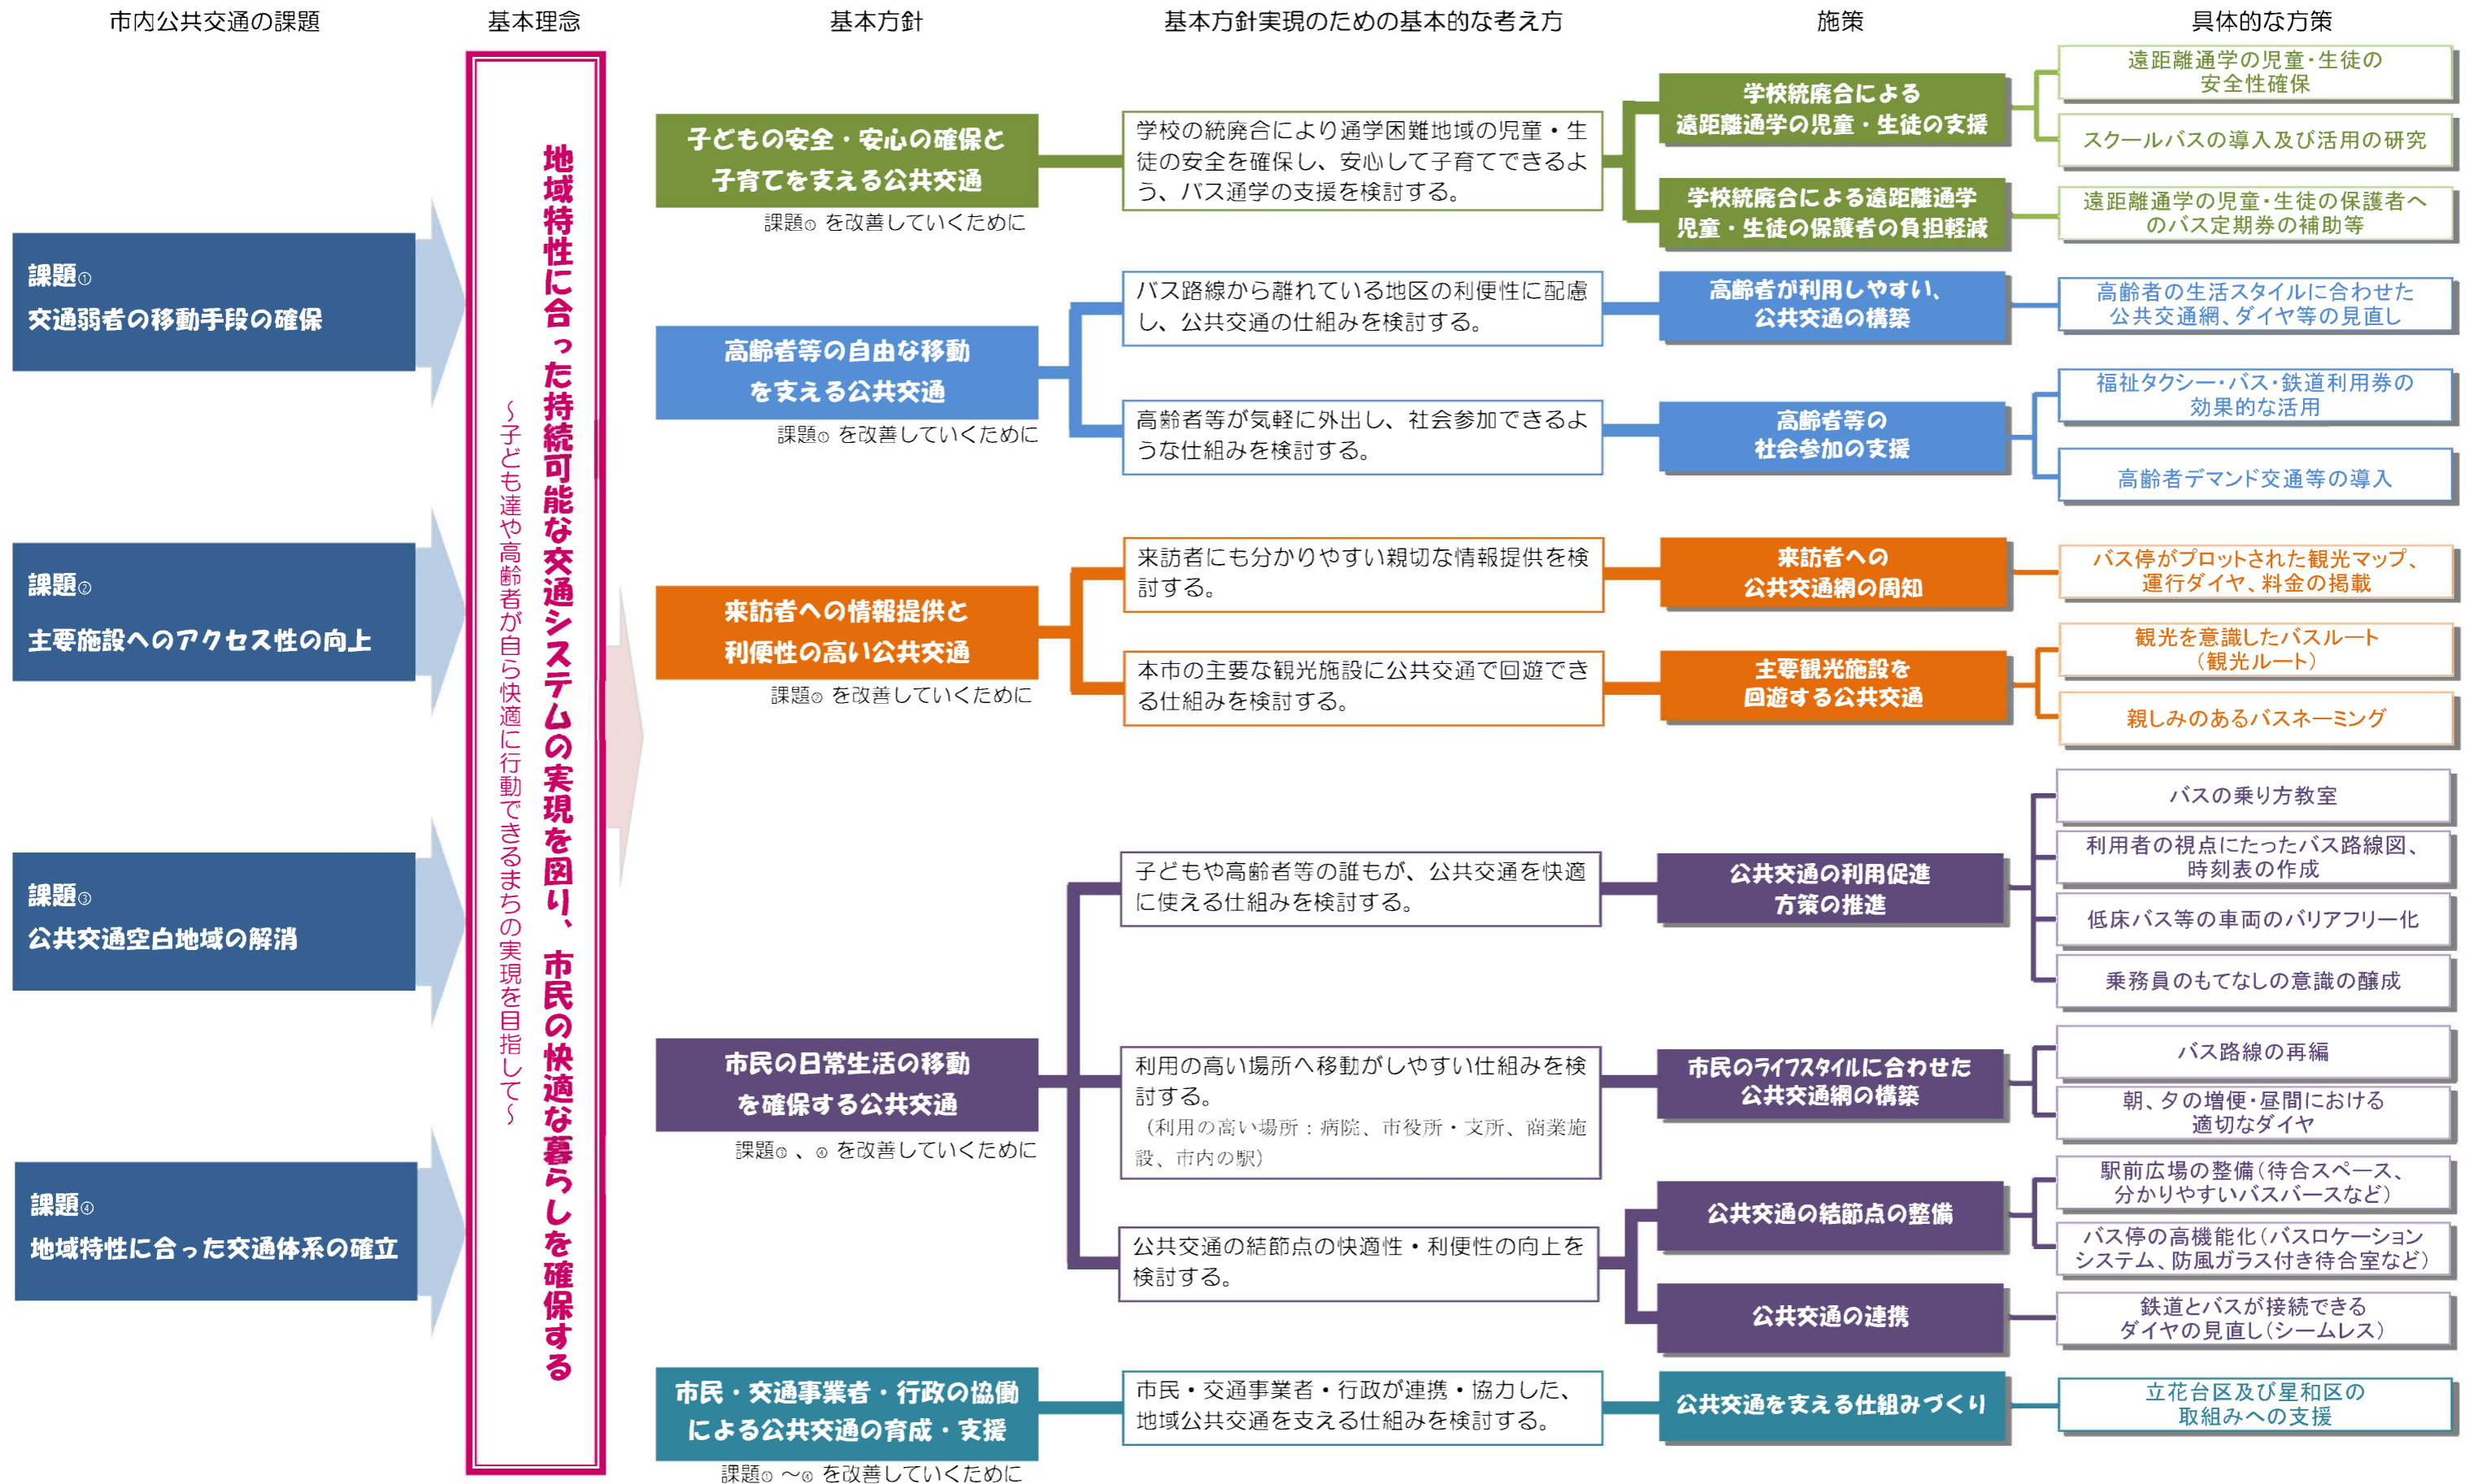 市内公共交通の課題
基本理念
基本方針
基本方針実現のための基本的な考え方
施策
具体的な方策
課題①
交通弱者の移動手段の確保
課題②
主要施設へのアクセス性の向上
課題③
公共交通空白地域の解消
課題④
地域特性に合った交通体系の確立
地域特性に合った持続可能な交通システムの実現を図り、市民の快適な暮らしを確保する
～子ども達や高齢者が自ら快適に行動できるまちの実現を目指して～
子どもの安全・安心の確保と
子育てを支える公共交通
課題① を改善していくために
学校の統廃合により通学困難地域の児童・生
徒の安全を確保し、安心して子育てできるよ
う、バス通学の支援を検討する。
学校統廃合による
遠距離通学の児童・生徒の支援
遠距離通学の児童・生徒の
安全性確保
スクールバスの導入及び活用の研究
学校統廃合による遠距離通学
児童・生徒の保護者の負担軽減
遠距離通学の児童・生徒の保護者へ
のバス定期券の補助等
高齢者等の自由な移動
を支える公共交通
課題① を改善していくために
バス路線から離れている地区の利便性に配慮
し、公共交通の仕組みを検討する。
高齢者が利用しやすい、
公共交通の構築
高齢者の生活スタイルに合わせた
公共交通網、ダイヤ等の見直し
高齢者等が気軽に外出し、社会参加できるよ
うな仕組みを検討する。
高齢者等の
社会参加の支援
福祉タクシー・バス・鉄道利用券の
効果的な活用
高齢者デマンド交通等の導入
来訪者への情報提供と
利便性の高い公共交通
課題② を改善していくために
来訪者にも分かりやすい親切な情報提供を検
討する。
来訪者への
公共交通網の周知
バス停がプロットされた観光マップ、
運行ダイヤ、料金の掲載
本市の主要な観光施設に公共交通で回遊でき
る仕組みを検討する。
主要観光施設を
回遊する公共交通
観光を意識したバスルート
（観光ルート）
親しみのあるバスネーミング
市民の日常生活の移動
を確保する公共交通
課題③ 、④ を改善していくために
子どもや高齢者等の誰もが、公共交通を快適
に使える仕組みを検討する。
公共交通の利用促進
方策の推進
バスの乗り方教室
利用者の視点にたったバス路線図、
時刻表の作成
低床バス等の車両のバリアフリー化
乗務員のもてなしの意識の醸成
利用の高い場所へ移動がしやすい仕組みを検
討する。
（利用の高い場所：病院、市役所・支所、商業施
設、市内の駅）
市民のライフスタイルに合わせた
公共交通網の構築
バス路線の再編
朝、夕の増便・昼間における
適切なダイヤ
公共交通の結節点の快適性・利便性の向上を
検討する。
公共交通の結節点の整備
駅前広場の整備（待合スペース、
分かりやすいバスバースなど）
バス停の高機能化（バスロケーション
システム、防風ガラス付き待合室など）
公共交通の連携
鉄道とバスが接続できる
ダイヤの見直し（シームレス）
市民・交通事業者・行政の協働
による公共交通の育成・支援
課題① ～④ を改善していくために
市民・交通事業者・行政が連携・協力した、
地域公共交通を支える仕組みを検討する。
公共交通を支える仕組みづくり
立花台区及び星和区の
取組みへの支援